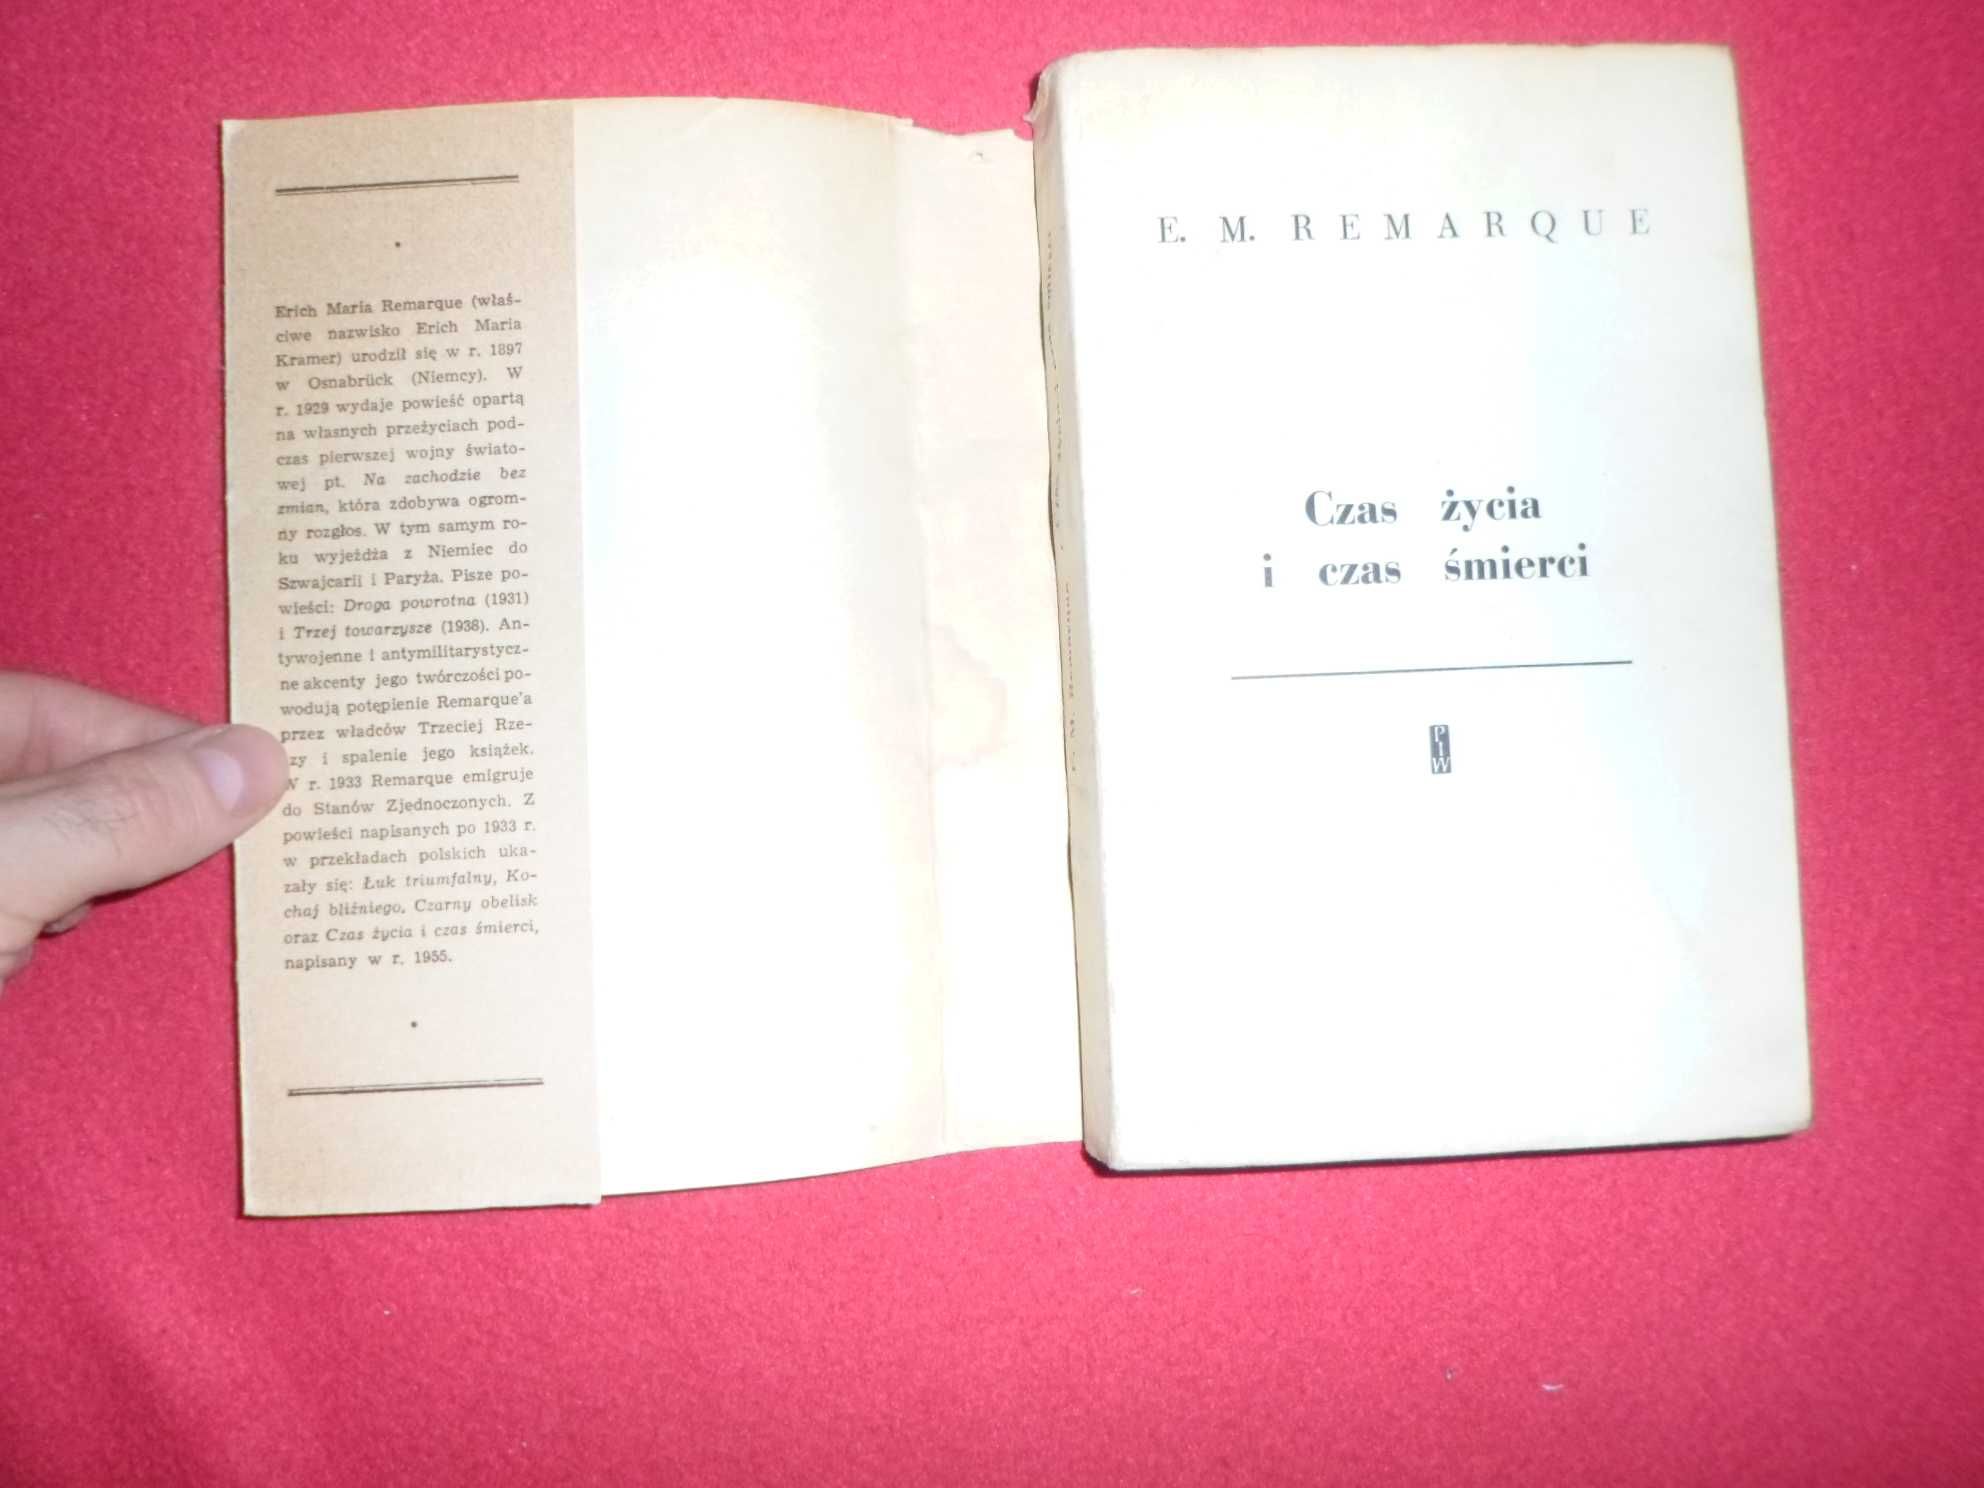 Erich Maria Remarque (właś-
ciwe nazwisko Erich Maria
Kramer) urodził się w r. 1897
w Osnabrück (Niemcy). W
r. 1929 wydaje powieść opartą
na własnych przeżyciach pod-
czas pierwszej wojny świato-
wej pt. Na zachodzie bez
zmian, która zdobywa ogrom-
ny rozgłos. W tym samym ro-
ku wyjeżdża z Niemiec do
Szwajcarii i Paryża. Pisze po-
wieści: Droga powrotna (1931)
i Trzej towarzysze (1938). An-
tywojenne i antymilitarystycz-
ne akcenty jego twórczości po-
wodują potępienie Remarque'a
przez władców Trzeciej Rze-
zy i spalenie jego książek.
W r. 1933 Remarque emigruje
do Stanów Zjednoczonych. Z
powieści napisanych po 1933 r.
w przekładach polskich uka-
zały się: Łuk triumfalny, Ko-
chaj bliźniego, Czarny obelisk
oraz Czas życia i czas śmierci,
napisany w r. 1955.
E. M. REMARQUE
Czas życia
i czas śmierci
PIW